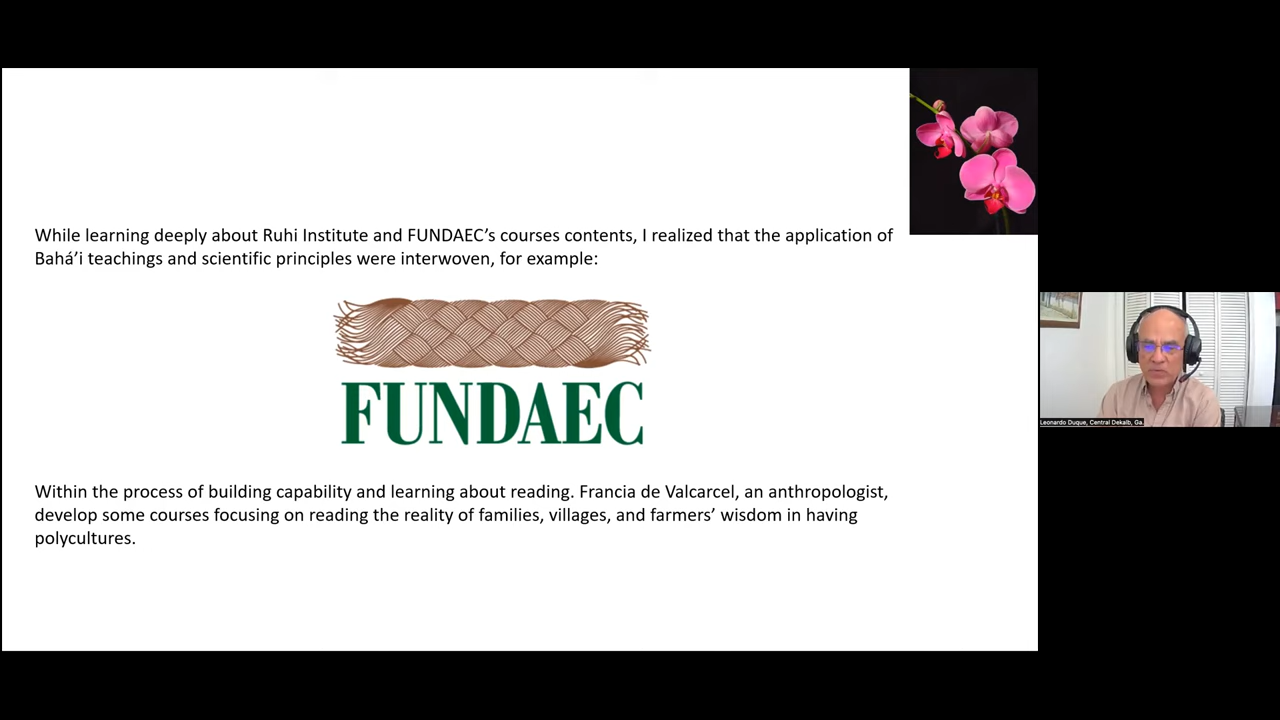 While learning deeply about Ruhi Institute and FUNDAEC’s courses contents, I realized that the application of
Bahá’i teachings and scientific principles were interwoven, for example:
FUNDAEC
Within the process of building capability and learning about reading. Francia de Valcarcel, an anthropologist,
develop some courses focusing on reading the reality of families, villages, and farmers’ wisdom in having
polycultures.
Leonardo Duque, Central Dekalb, Ga.